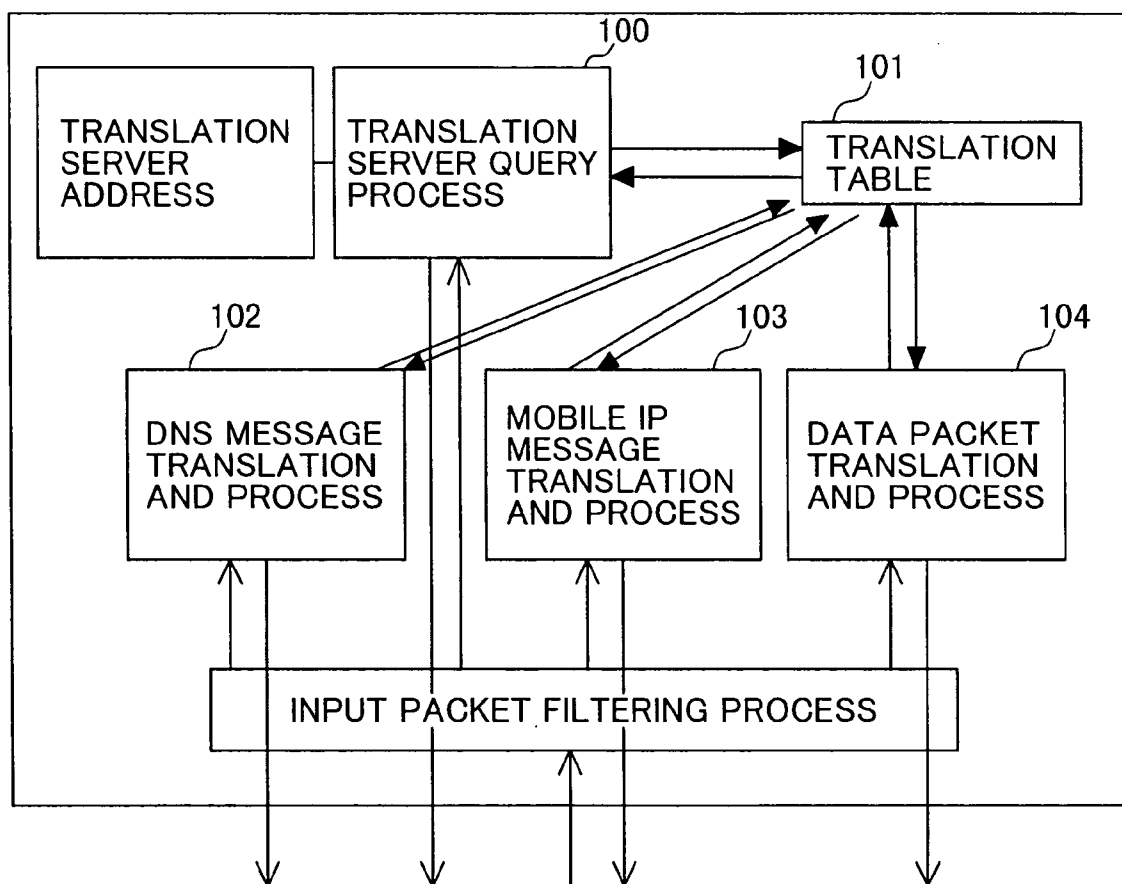 100
101
TRANSLATION
SERVER
ADDRESS
TRANSLATION
SERVER QUERY
PROCESS
TRANSLATION
TABLE
102
103
104
DNS MESSAGE
TRANSLATION
AND PROCESS
MOBILE IP
MESSAGE
TRANSLATION
AND PROCESS
DATA PACKET
TRANSLATION
AND PROCESS
INPUT PACKET FILTERING PROCESS